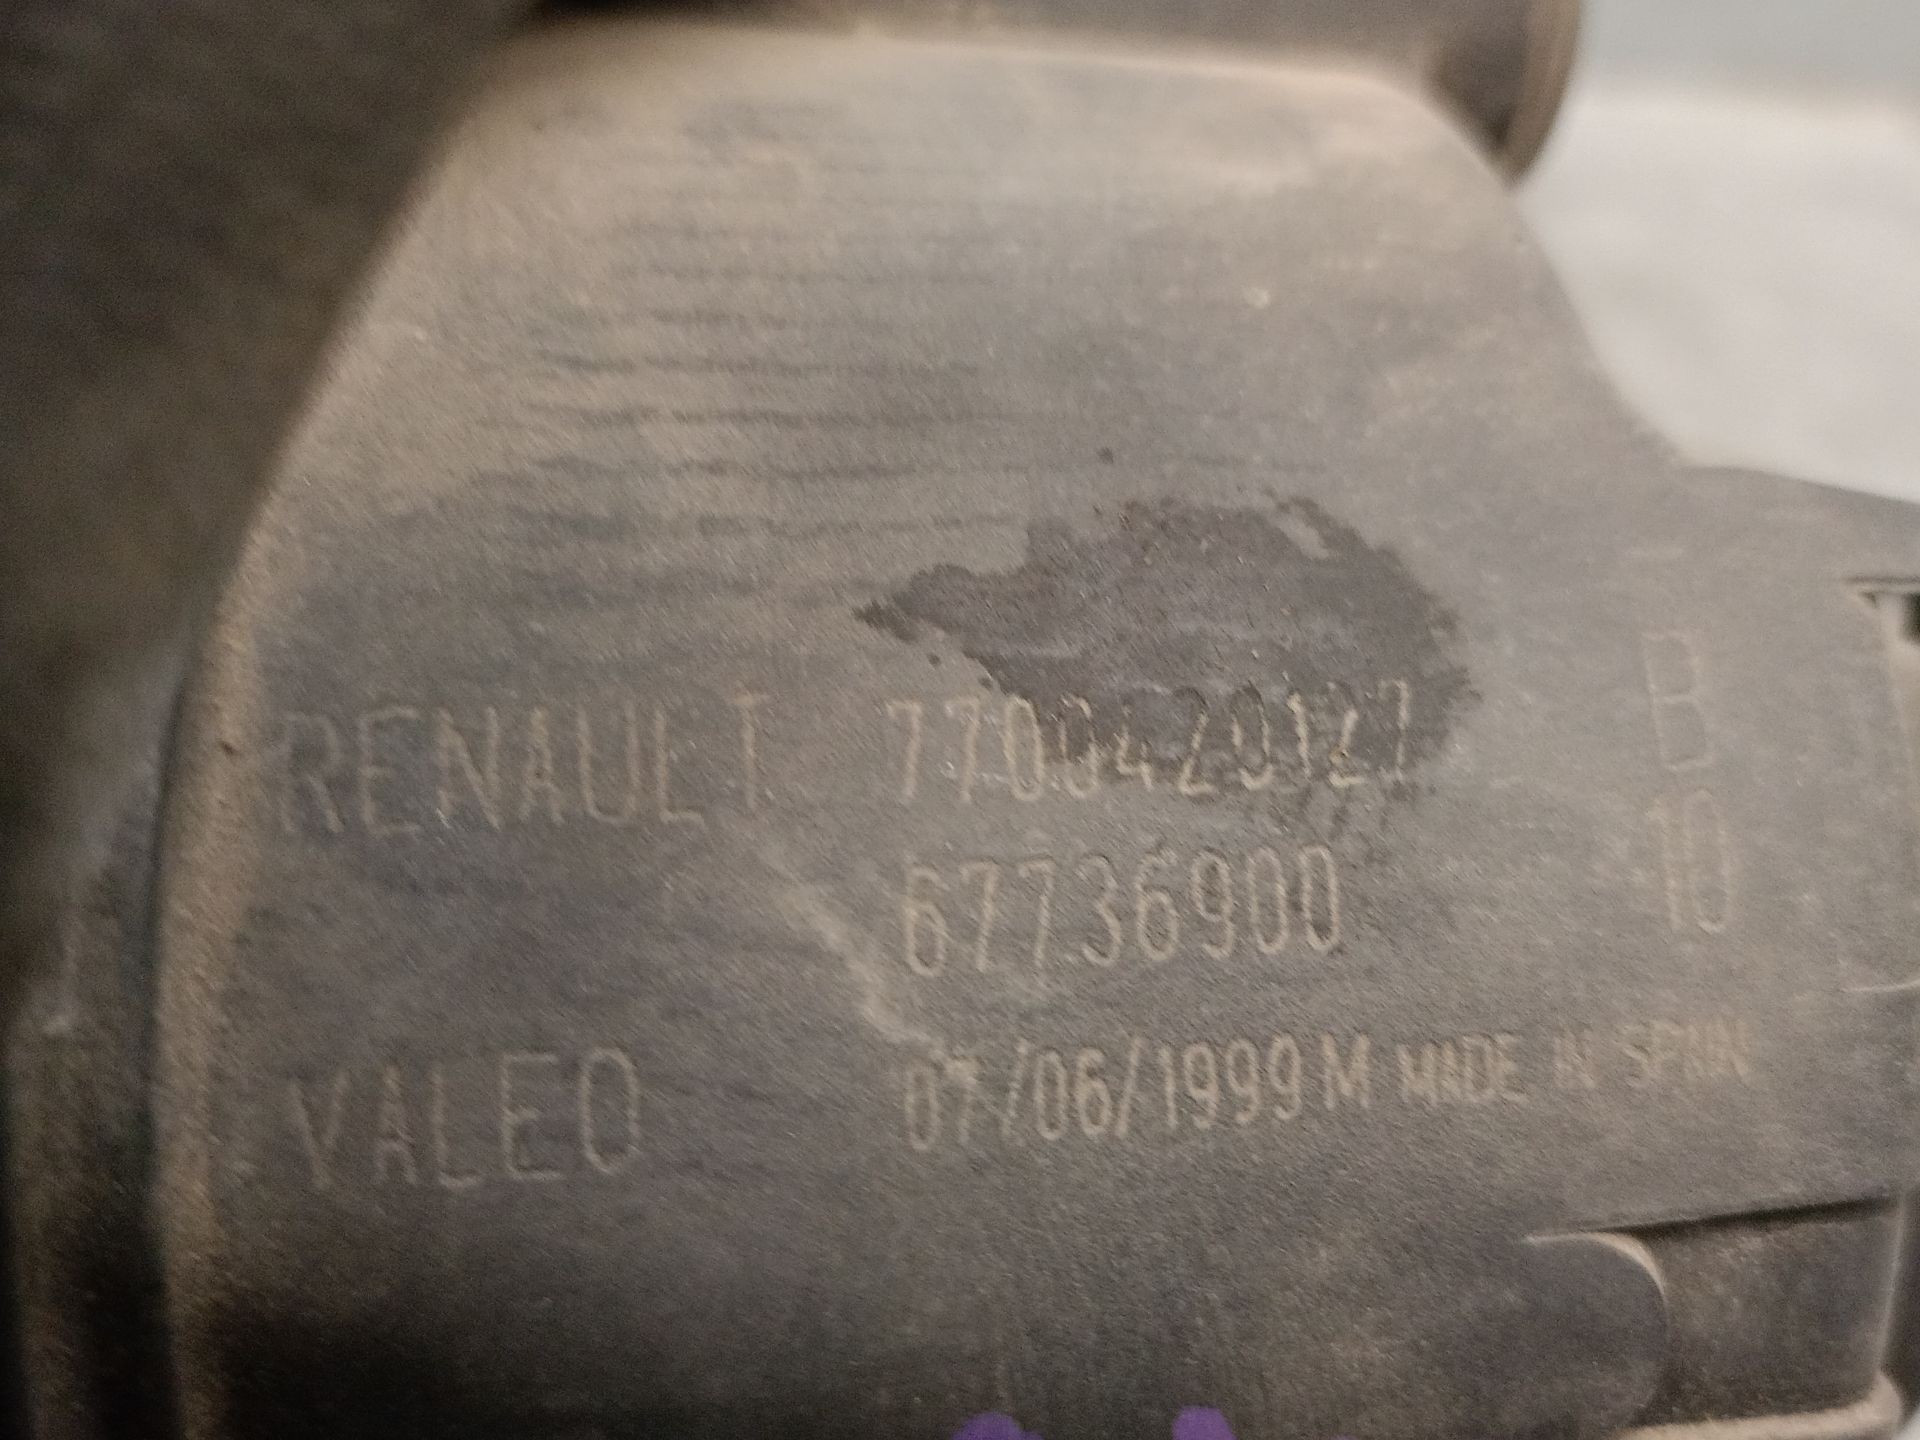 RENAULT 7700420127 B
67736900 10
VALEO 07/06/1999 M MADE IN SPAIN